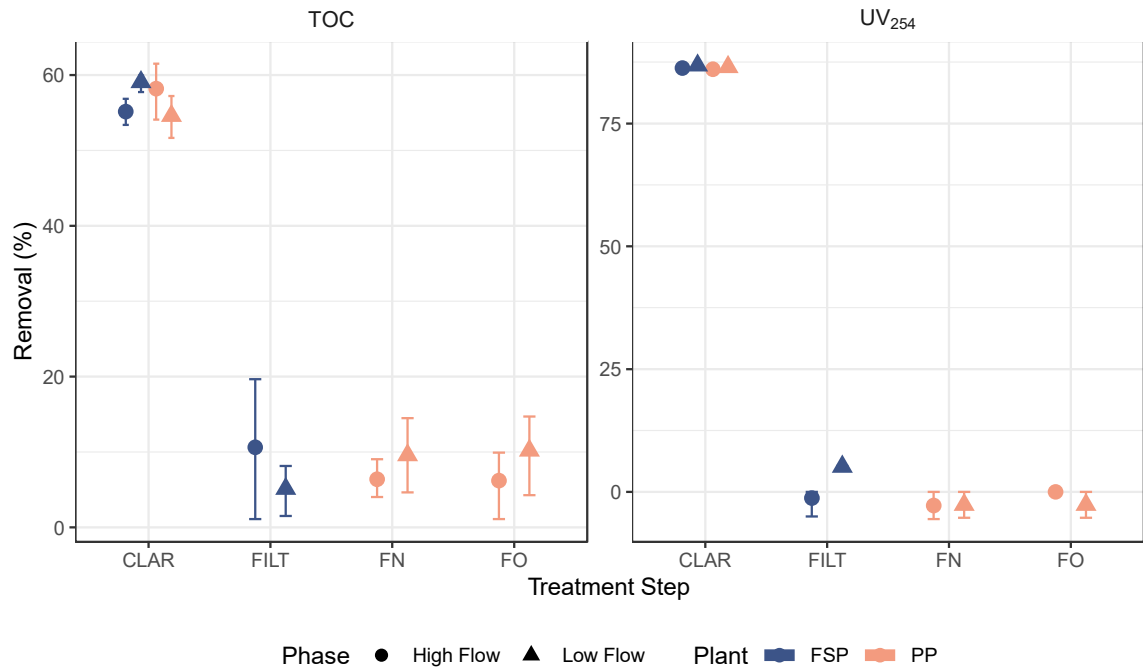 TOC
UV254
Removal (%)
60
40
20
0
75
50
25
0
CLAR FILT FN FO
CLAR FILT FN FO
Treatment Step
Phase High Flow Low Flow Plant FSP PP